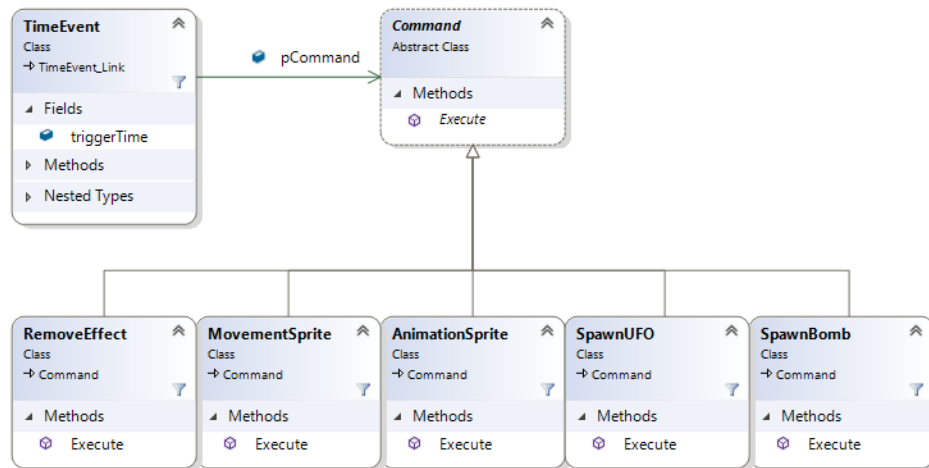 TimeEvent
Class
TimeEvent_Link
Fields
triggerTime
Methods
Nested Types
pCommand
Command
Abstract Class
Methods
Execute
RemoveEffect
Class
Command
Methods
Execute
MovementSprite
Class
Command
Methods
Execute
AnimationSprite
Class
Command
Methods
Execute
SpawnUFO
Class
Command
Methods
Execute
SpawnBomb
Class
Command
Methods
Execute